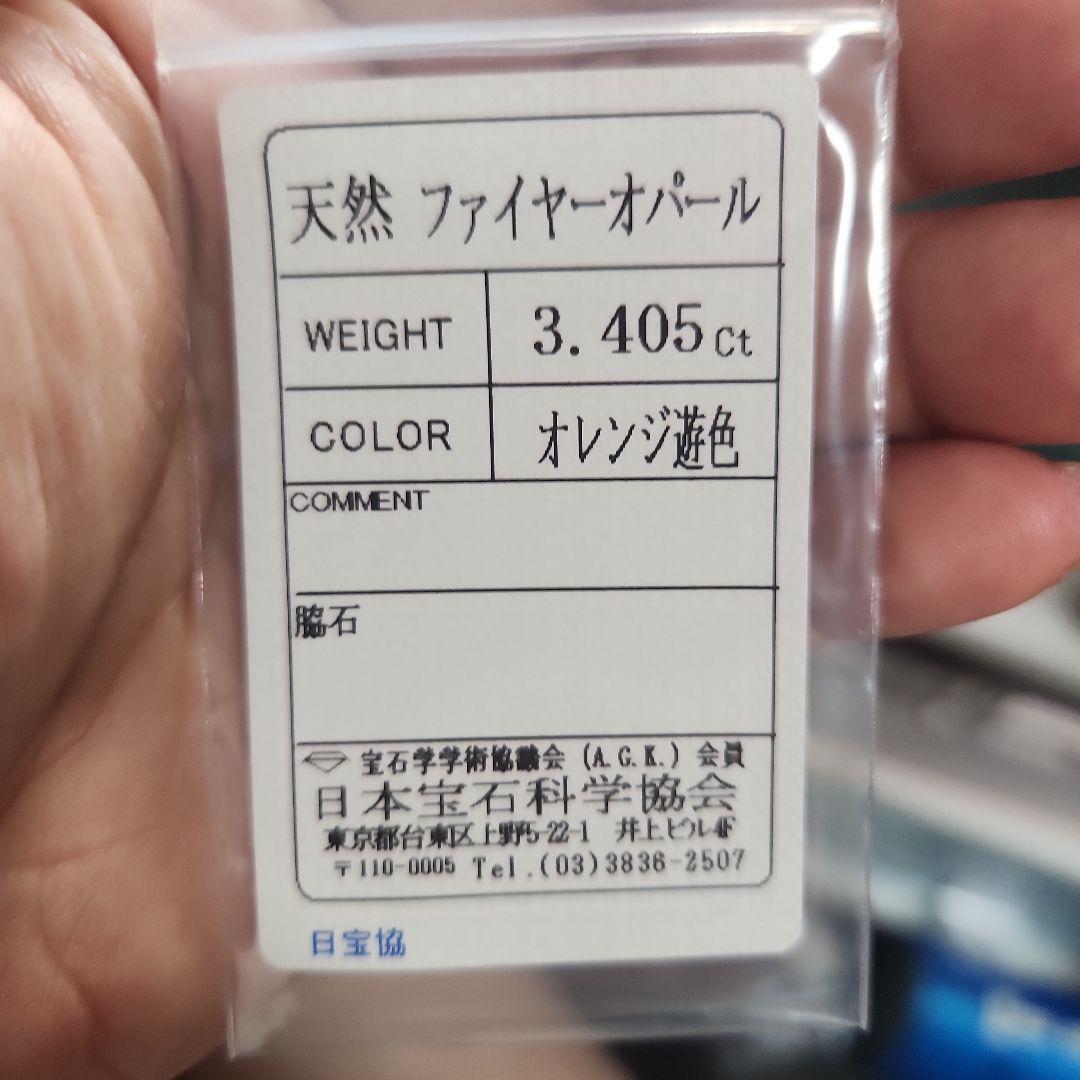 天然 ファイヤーオパール
WEIGHT 3.405ct
COLOR オレンジ遊色
COMMENT
脇石
宝石学学術協議会 (A.G.K.) 会員
日本宝石科学協会
東京都台東区上野5-22-1 井上ビル4F
〒110-0005 Tel.(03)3836-2507
日宝協